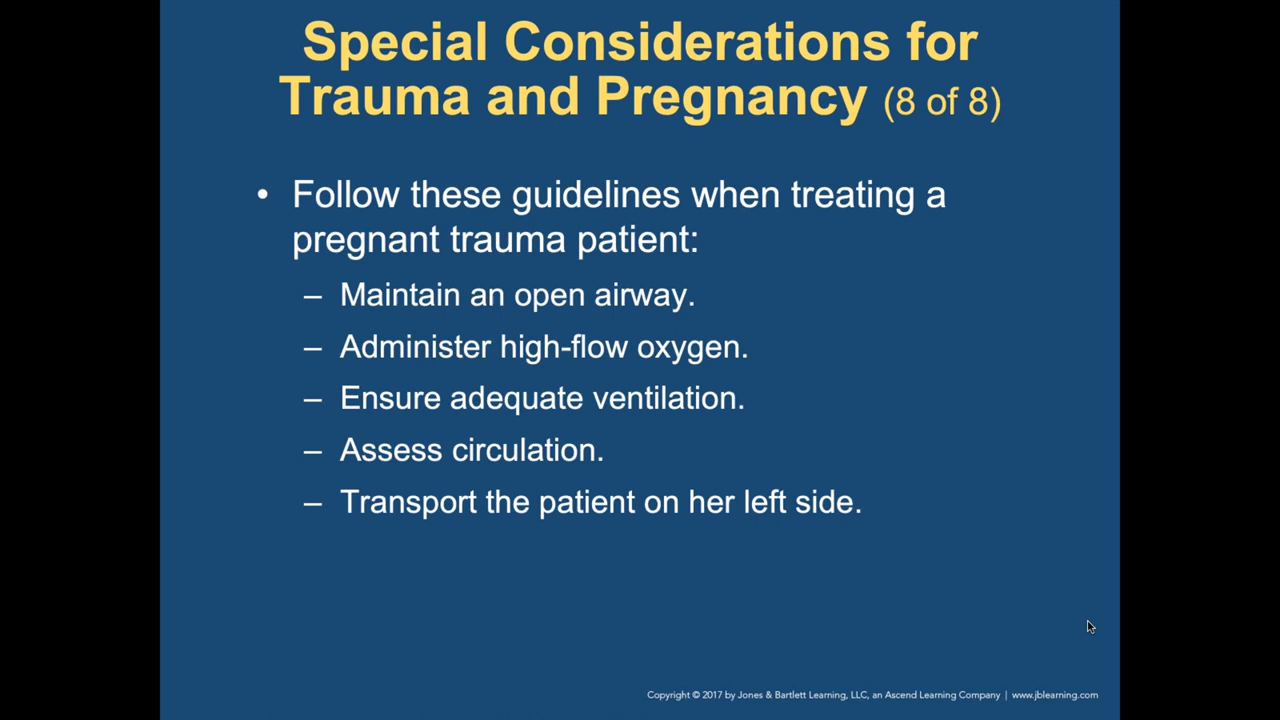 Special Considerations for
Trauma and Pregnancy (8 of 8)
• Follow these guidelines when treating a
pregnant trauma patient:
– Maintain an open airway.
– Administer high-flow oxygen.
– Ensure adequate ventilation.
– Assess circulation.
– Transport the patient on her left side.
Copyright © 2017 by Jones & Bartlett Learning, LLC, an Ascend Learning Company | www.jblearning.com